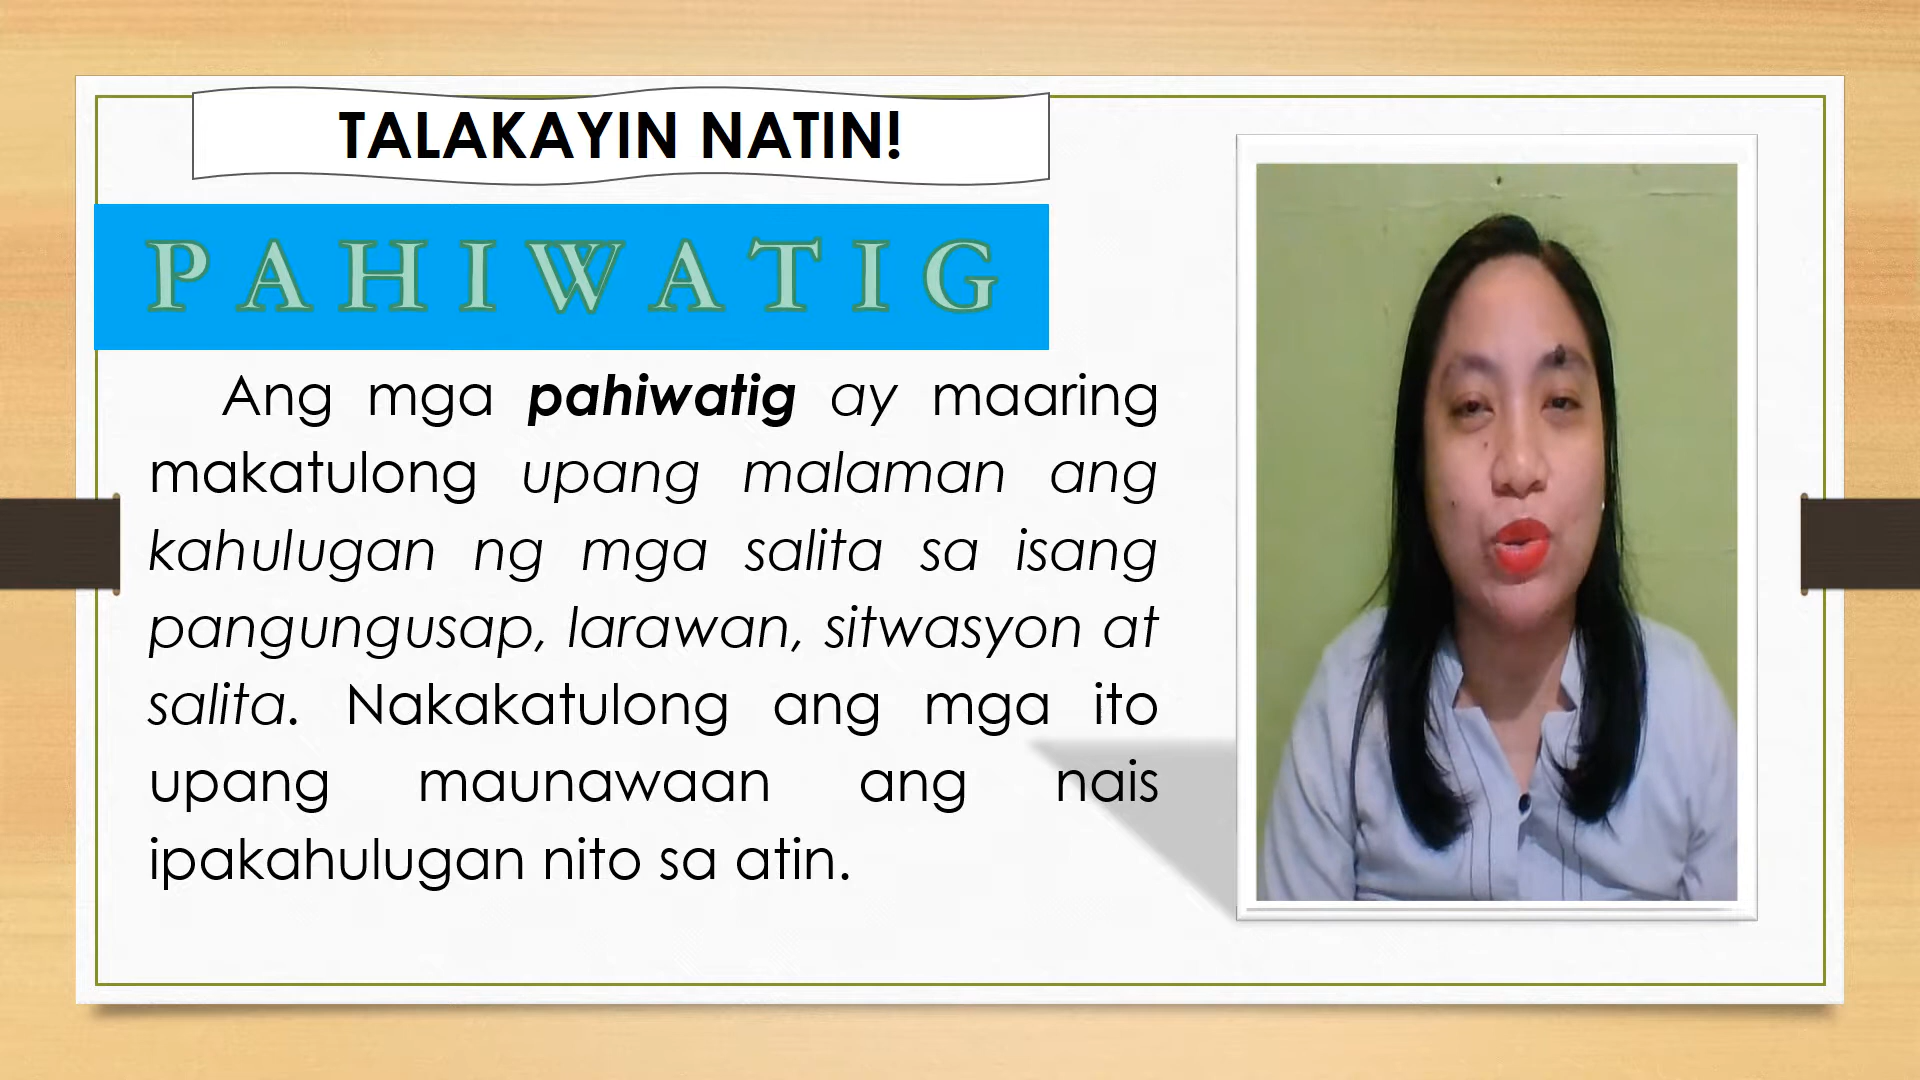 TALAKAYIN NATIN!
PAHIWATIG
Ang mga pahiwatig ay maaring
makatulong upang malaman ang
kahulugan ng mga salita sa isang
pangungusap, larawan, sitwasyon at
salita. Nakakatulong ang mga ito
upang maunawaan ang nais
ipakahulugan nito sa atin.